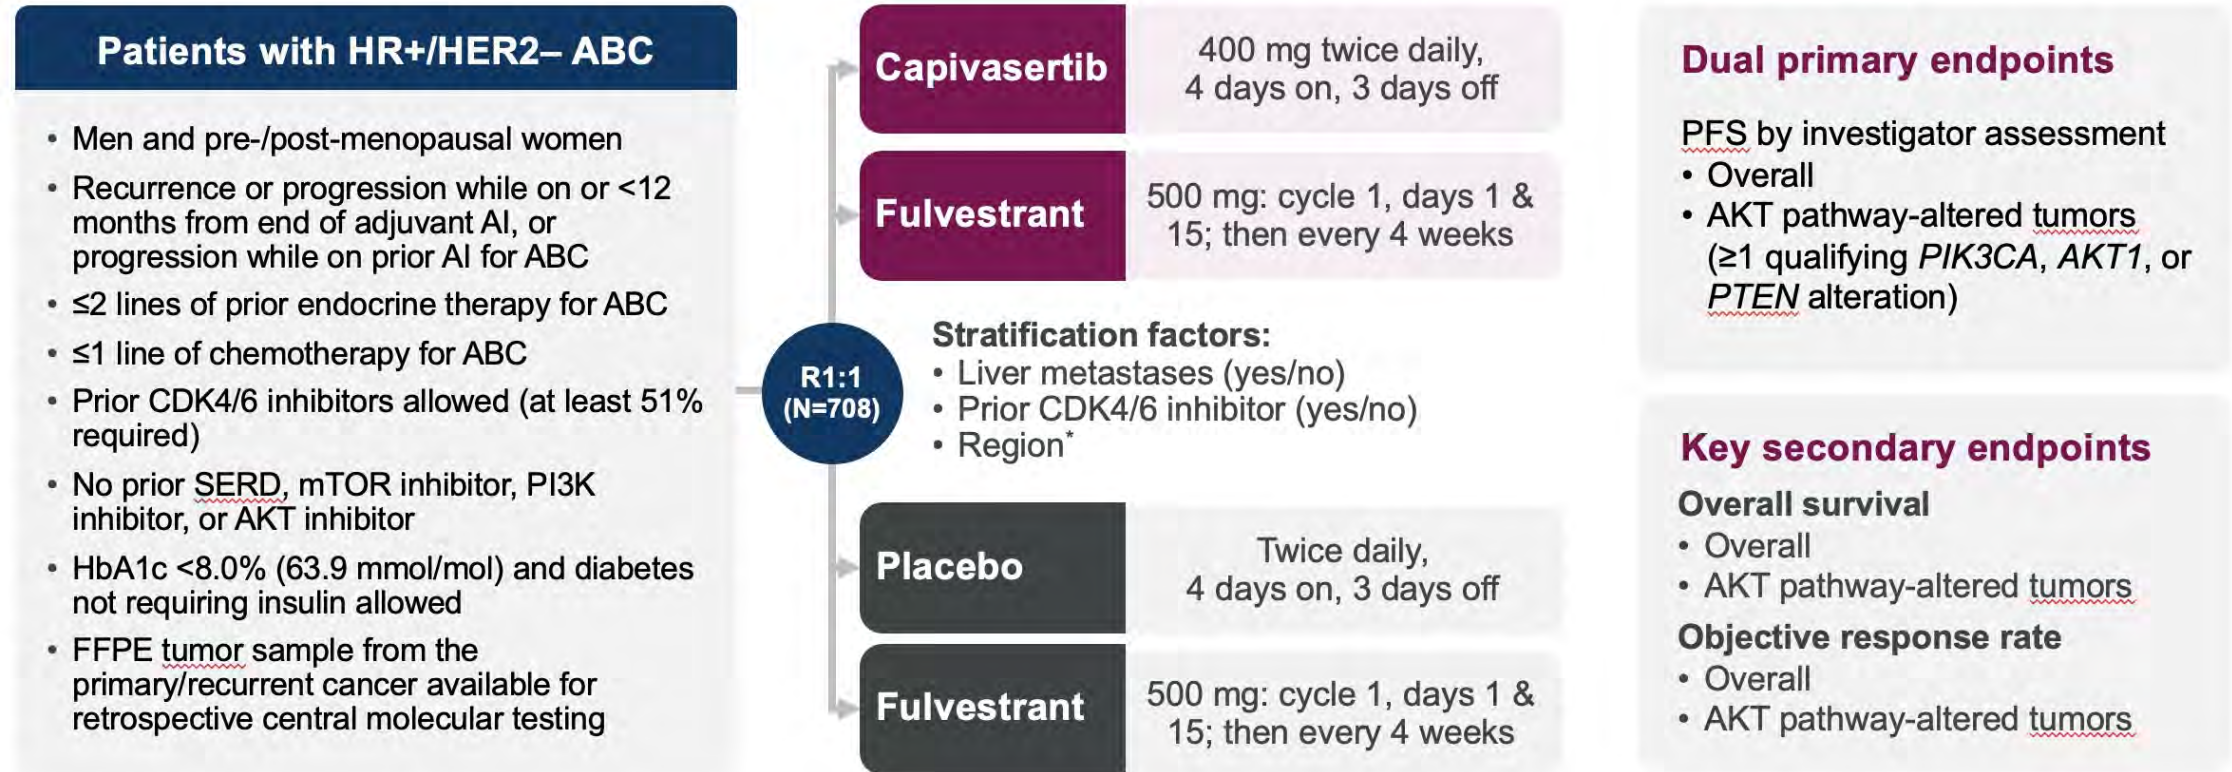 Patients with HR+/HER2– ABC
• Men and pre-/post-menopausal women
• Recurrence or progression while on or <12
months from end of adjuvant AI, or
progression while on prior AI for ABC
• ≤2 lines of prior endocrine therapy for ABC
• ≤1 line of chemotherapy for ABC
• Prior CDK4/6 inhibitors allowed (at least 51%
required)
• No prior SERD, mTOR inhibitor, PI3K
inhibitor, or AKT inhibitor
• HbA1c <8.0% (63.9 mmol/mol) and diabetes
not requiring insulin allowed
• FFPE tumor sample from the
primary/recurrent cancer available for
retrospective central molecular testing
R1:1
(N=708)
Capivasertib
400 mg twice daily,
4 days on, 3 days off
Fulvestrant
500 mg: cycle 1, days 1 &
15; then every 4 weeks
Stratification factors:
• Liver metastases (yes/no)
• Prior CDK4/6 inhibitor (yes/no)
• Region*
Placebo
Twice daily,
4 days on, 3 days off
Fulvestrant
500 mg: cycle 1, days 1 &
15; then every 4 weeks
Dual primary endpoints
PFS by investigator assessment
• Overall
• AKT pathway-altered tumors
(≥1 qualifying PIK3CA, AKT1, or
PTEN alteration)
Key secondary endpoints
Overall survival
• Overall
• AKT pathway-altered tumors
Objective response rate
• Overall
• AKT pathway-altered tumors